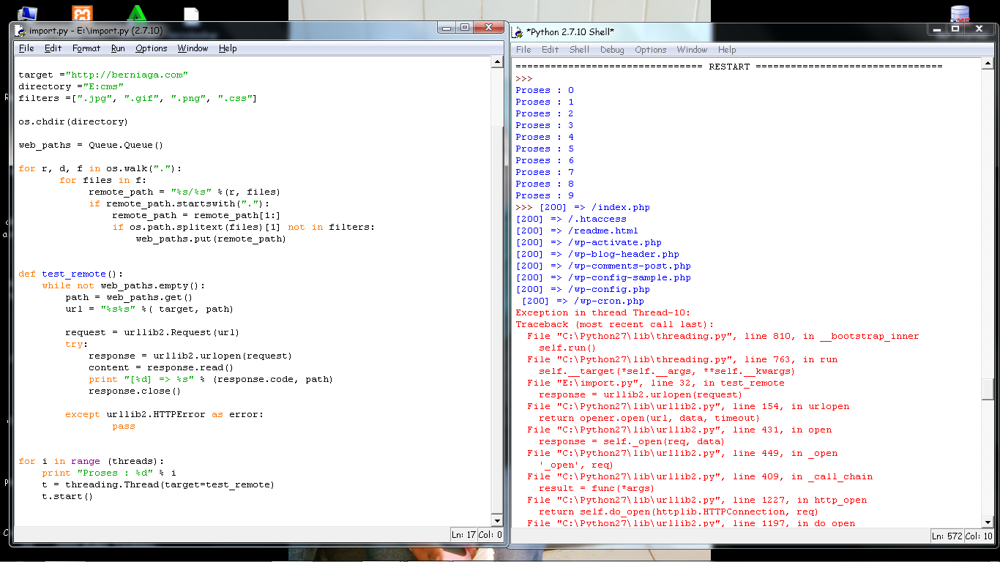 import.py - E:\import.py (2.7.10)
File Edit Format Run Options Window Help
target ="http://berniaga.com"
directory ="E:cms"
filters =[".jpg", ".gif", ".png", ".css"]
os.chdir(directory)
web_paths = Queue.Queue()
for r, d, f in os.walk("."):
for files in f:
remote_path = "%s/%s" %(r, files)
if remote_path.startswith("."):
remote_path = remote_path[1:]
if os.path.splitext(files)[1] not in filters:
web_paths.put(remote_path)
def test_remote():
while not web_paths.empty():
path = web_paths.get()
url = "%s%s" %( target, path)
request = urllib2.Request(url)
try:
response = urllib2.urlopen(request)
content = response.read()
print "[%d] => %s" % (response.code, path)
response.close()
except urllib2.HTTPError as error:
pass
for i in range (threads):
print "Proses : %d" % i
t = threading.Thread(target=test_remote)
t.start()
Ln: 17 Col: 0
*Python 2.7.10 Shell*
File Edit Shell Debug Options Window Help
================================ RESTART ================================
>>>
Proses : 0
Proses : 1
Proses : 2
Proses : 3
Proses : 4
Proses : 5
Proses : 6
Proses : 7
Proses : 8
Proses : 9
>>> [200] => /index.php
[200] => /.htaccess
[200] => /readme.html
[200] => /wp-activate.php
[200] => /wp-blog-header.php
[200] => /wp-comments-post.php
[200] => /wp-config-sample.php
[200] => /wp-config.php
[200] => /wp-cron.php
Exception in thread Thread-10:
Traceback (most recent call last):
File "C:\Python27\lib\threading.py", line 810, in __bootstrap_inner
self.run()
File "C:\Python27\lib\threading.py", line 763, in run
self.__target(*self.__args, **self.__kwargs)
File "E:\import.py", line 32, in test_remote
response = urllib2.urlopen(request)
File "C:\Python27\lib\urllib2.py", line 154, in urlopen
return opener.open(url, data, timeout)
File "C:\Python27\lib\urllib2.py", line 431, in open
response = self._open(req, data)
File "C:\Python27\lib\urllib2.py", line 449, in _open
'_open', req)
File "C:\Python27\lib\urllib2.py", line 409, in _call_chain
result = func(*args)
File "C:\Python27\lib\urllib2.py", line 1227, in http_open
return self.do_open(httplib.HTTPConnection, req)
File "C:\Python27\lib\urllib2.py", line 1197, in do_open
Ln: 572 Col: 10